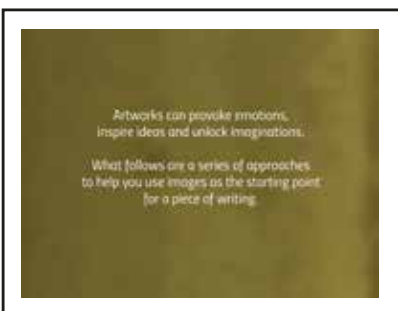 Artworks can provoke emotions,
inspire ideas and unlock imaginations.
What follows are a series of approaches
to help you use images as the starting point
for a piece of writing.